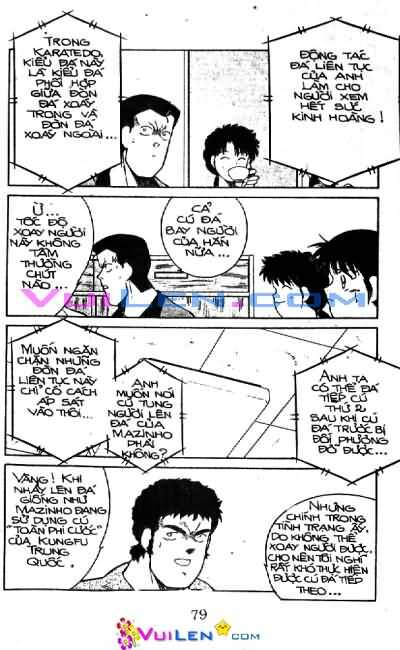 TRONG
KARATEDO,
KIỂU ĐÁ NÀY
LÀ KIỂU ĐÁ
PHỐI HỢP
GIỮA ĐÒN
ĐÁ XOAY
TRONG VÀ
ĐÒN ĐÁ
XOAY NGOÀI...
ĐỘNG TÁC
ĐÁ LIÊN TỤC
CỦA ANH
LÀM CHO
NGƯỜI XEM
HẾT SỨC
KINH HOÀNG!
Ừ...
TỐC ĐỘ
XOAY NGƯỜI
NÀY KHÔNG
TẦM
THƯỜNG
CHÚT
NÀO...
CẢ
CÚ ĐÁ
BAY NGƯỜI
CỦA HẮN
NỮA...
VUILEN.COM
MUỐN NGĂN
CHẶN NHỮNG
ĐÒN ĐÁ
LIÊN TỤC NÀY
CHỈ CÓ CÁCH
ÁP SÁT
VÀO THÔI...
ANH
MUỐN NÓI
CÚ TUNG
NGƯỜI LÊN
ĐÁ CỦA
MAZINHO
PHẢI
KHÔNG?
ANH TA
CÓ THỂ ĐÁ
TIẾP CÚ
THỨ 2
SAU KHI CÚ
ĐÁ TRƯỚC BỊ
ĐỐI PHƯƠNG
ĐỠ ĐƯỢC...
VÂNG! KHI
NHẢY LÊN ĐÁ
GIỐNG NHƯ
MAZINHO ĐANG
SỬ DỤNG CÚ
"TOÀN PHI CƯỚC"
CỦA KUNGFU
TRUNG
QUỐC.
NHƯNG
CHÍNH TRONG
TÌNH TRẠNG ẤY,
DO KHÔNG THỂ
XOAY NGƯỜI ĐƯỢC,
CHO NÊN TÔI NGHĨ
RẤT KHÓ THỰC HIỆN
ĐƯỢC CÚ ĐÁ TIẾP
THEO...
79
VUILEN.COM